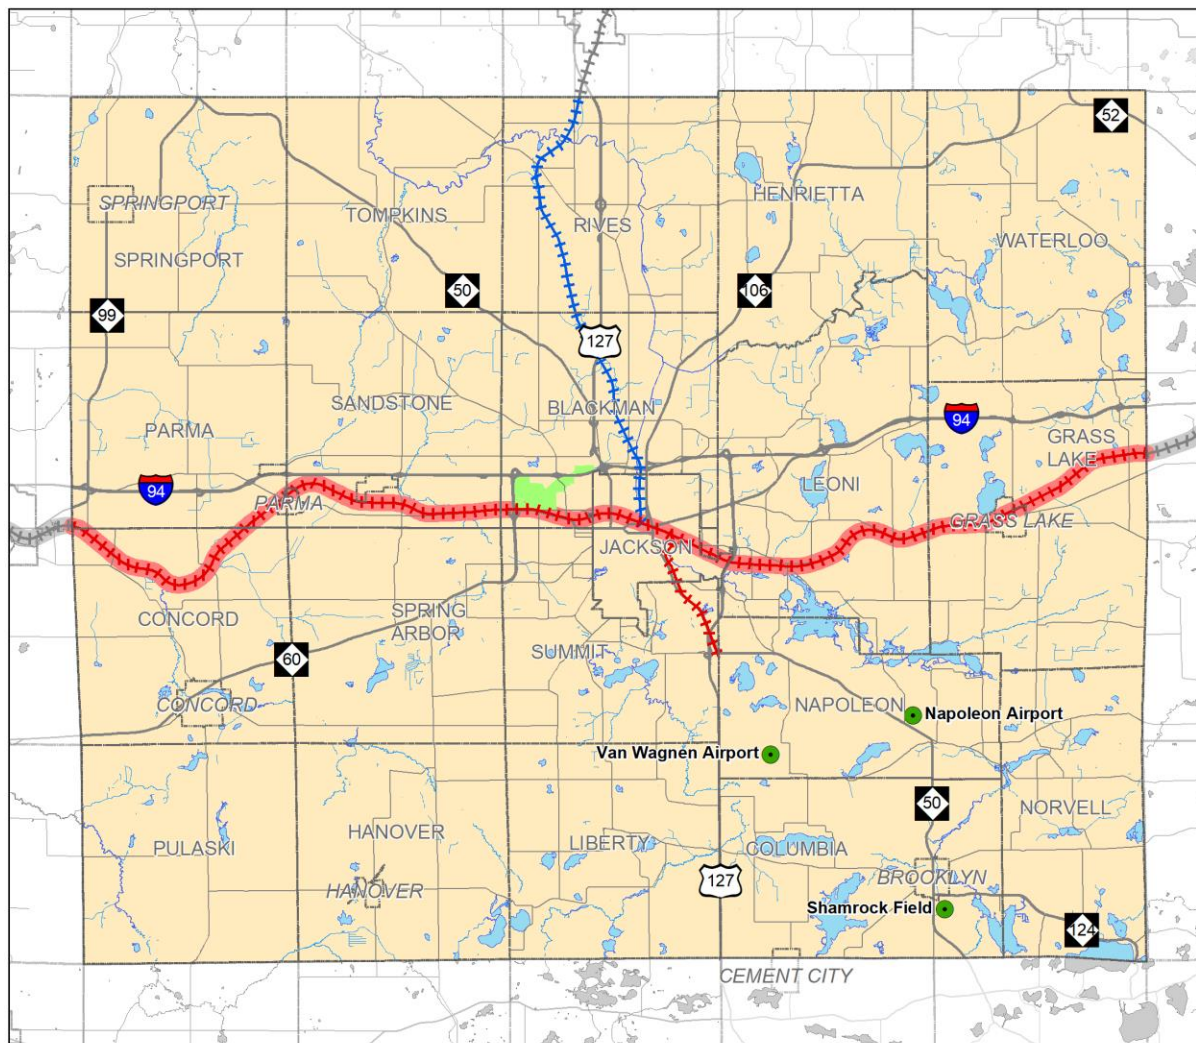 52
HENRIETTA
SPRINGPORT
TOMPKINS
RIVES
WATERLOO
SPRINGPORT
50
106
99
127
SANDSTONE
BLACKMAN
94
PARMA
GRASS
LAKE
94
LEONI
PARMA
GRASS LAKE
JACKSON
CONCORD
SPRING
ARBOR
SUMMIT
60
CONCORD
NAPOLEON
Napoleon Airport
Van Wagnen Airport
50
NORVELL
HANOVER
LIBERTY
COLUMBIA
PULASKI
127
BROOKLYN
HANOVER
Shamrock Field
124
CEMENT CITY